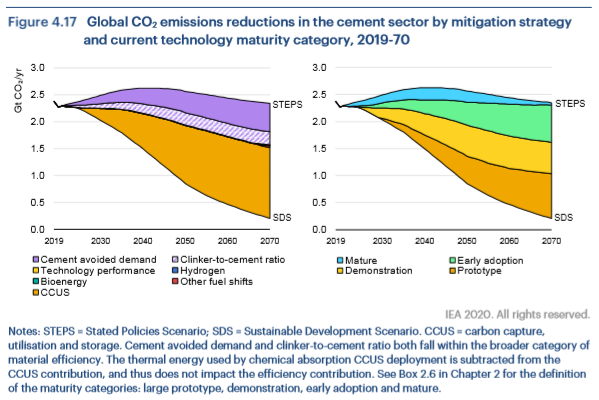 Figure 4.17 Global CO₂ emissions reductions in the cement sector by mitigation strategy
and current technology maturity category, 2019-70
Gt CO₂/yr
3.0
2.5
2.0
1.5
1.0
0.5
0.0
2019 2030 2040 2050 2060 2070
STEPS
SDS
Cement avoided demand
Clinker-to-cement ratio
Technology performance
Hydrogen
Bioenergy
Other fuel shifts
CCUS
3.0
2.5
2.0
1.5
1.0
0.5
0.0
2019 2030 2040 2050 2060 2070
STEPS
SDS
Mature
Early adoption
Demonstration
Prototype
IEA 2020. All rights reserved.
Notes: STEPS = Stated Policies Scenario; SDS = Sustainable Development Scenario. CCUS = carbon capture,
utilisation and storage. Cement avoided demand and clinker-to-cement ratio both fall within the broader category of
material efficiency. The thermal energy used by chemical absorption CCUS deployment is subtracted from the
CCUS contribution, and thus does not impact the efficiency contribution. See Box 2.6 in Chapter 2 for the definition
of the maturity categories: large prototype, demonstration, early adoption and mature.